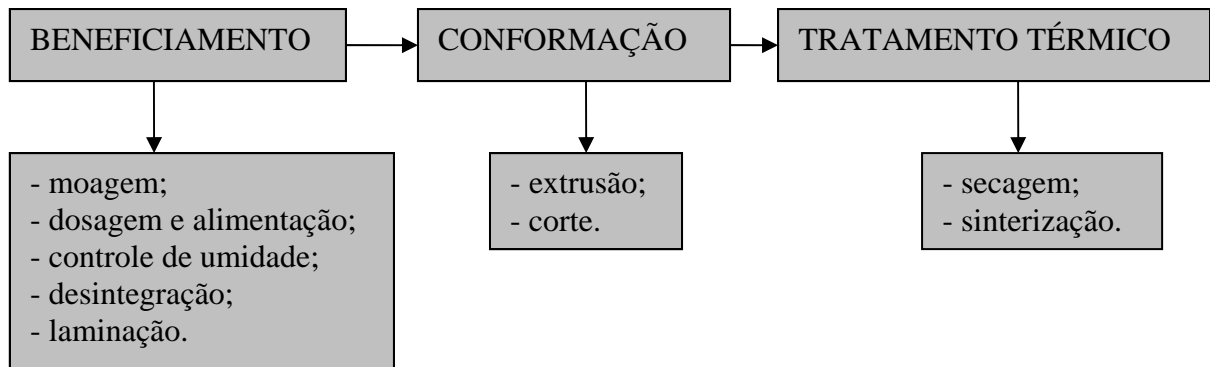 BENEFICIAMENTO
CONFORMAÇÃO
TRATAMENTO TÉRMICO
- moagem;
- dosagem e alimentação;
- controle de umidade;
- desintegração;
- laminação.
- extrusão;
- corte.
- secagem;
- sinterização.